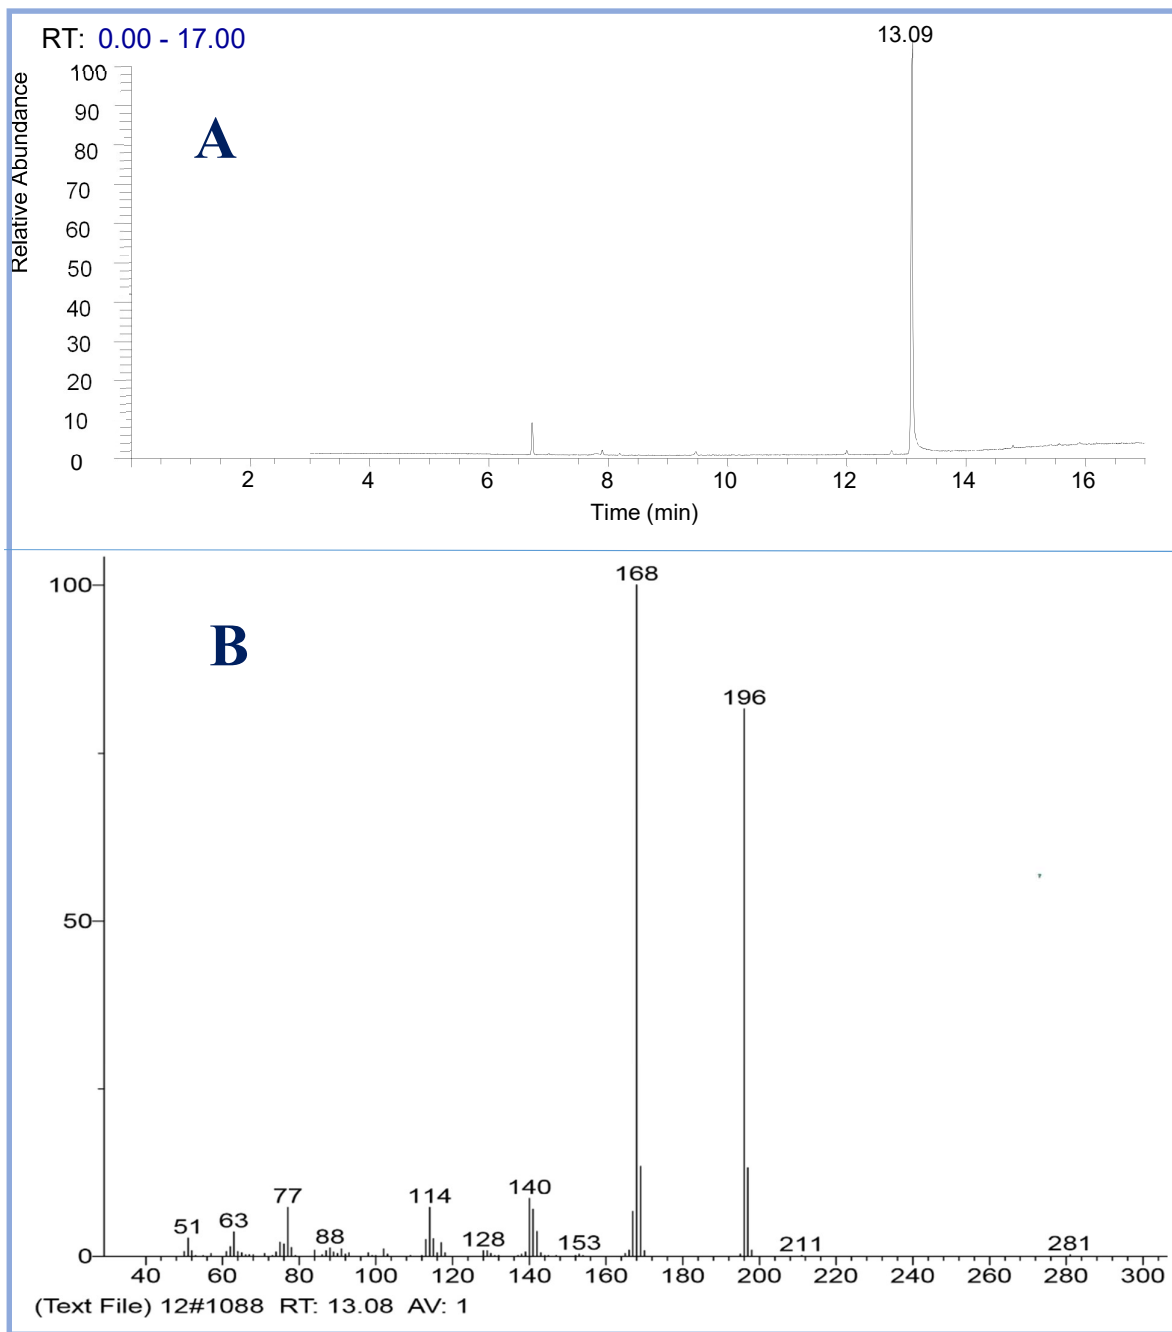 RT: 0.00 - 17.00
13.09
Relative Abundance
100
90
80
70
60
50
40
30
20
10
0
A
2 4 6 8 10 12 14 16
Time (min)
B
100
50
0
168
196
51 63 77 88 114 128 140 153 211 281
40 60 80 100 120 140 160 180 200 220 240 260 280 300
(Text File) 12#1088 RT: 13.08 AV: 1